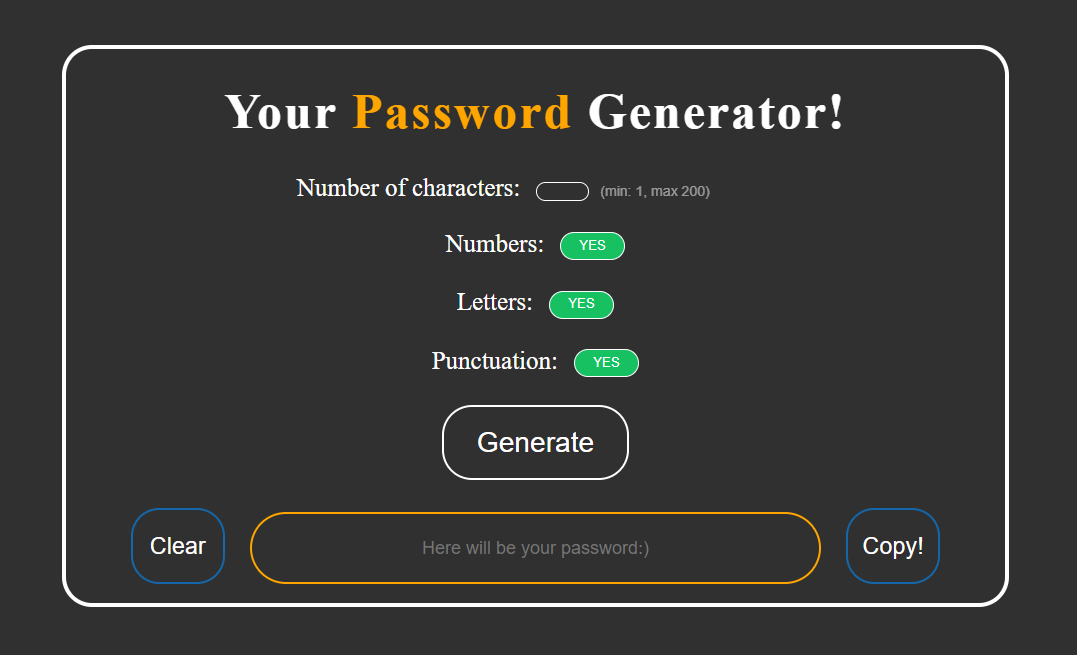 Your Password Generator!
Number of characters: (min: 1, max 200)
Numbers: YES
Letters: YES
Punctuation: YES
Generate
Clear Here will be your password:) Copy!